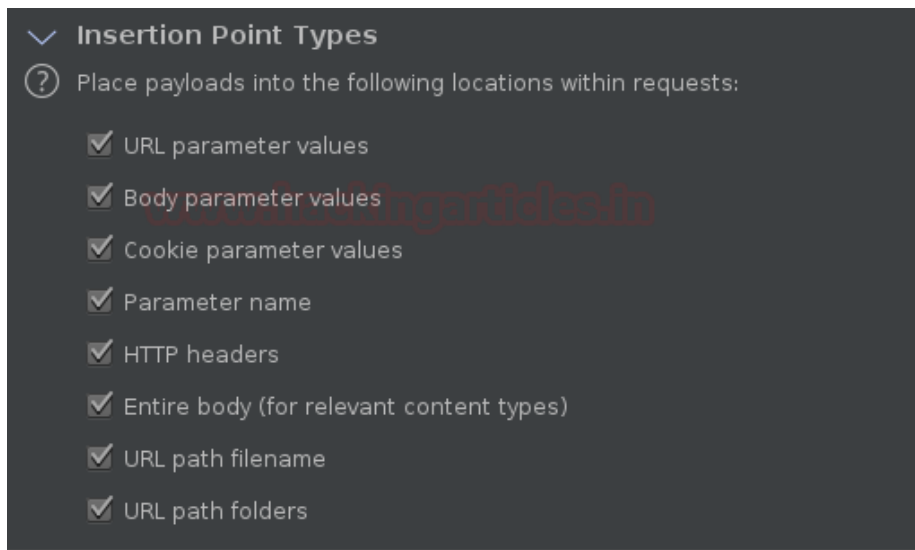 Insertion Point Types
? Place payloads into the following locations within requests:
URL parameter values
Body parameter values
www.hackingarticles.in
Cookie parameter values
Parameter name
HTTP headers
Entire body (for relevant content types)
URL path filename
URL path folders